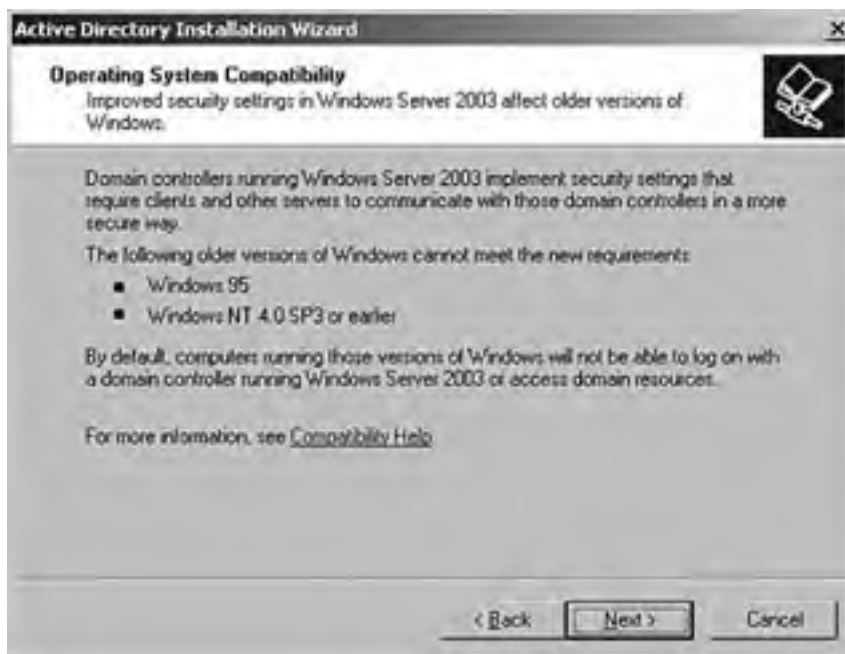 Active Directory Installation Wizard
Operating System Compatibility
Improved security settings in Windows Server 2003 affect older versions of
Windows.
Domain controllers running Windows Server 2003 implement security settings that
require clients and other servers to communicate with those domain controllers in a more
secure way.
The following older versions of Windows cannot meet the new requirements:
▪ Windows 95
▪ Windows NT 4.0 SP3 or earlier
By default, computers running those versions of Windows will not be able to log on with
a domain controller running Windows Server 2003 or access domain resources.
For more information, see Compatibility Help
< Back Next > Cancel